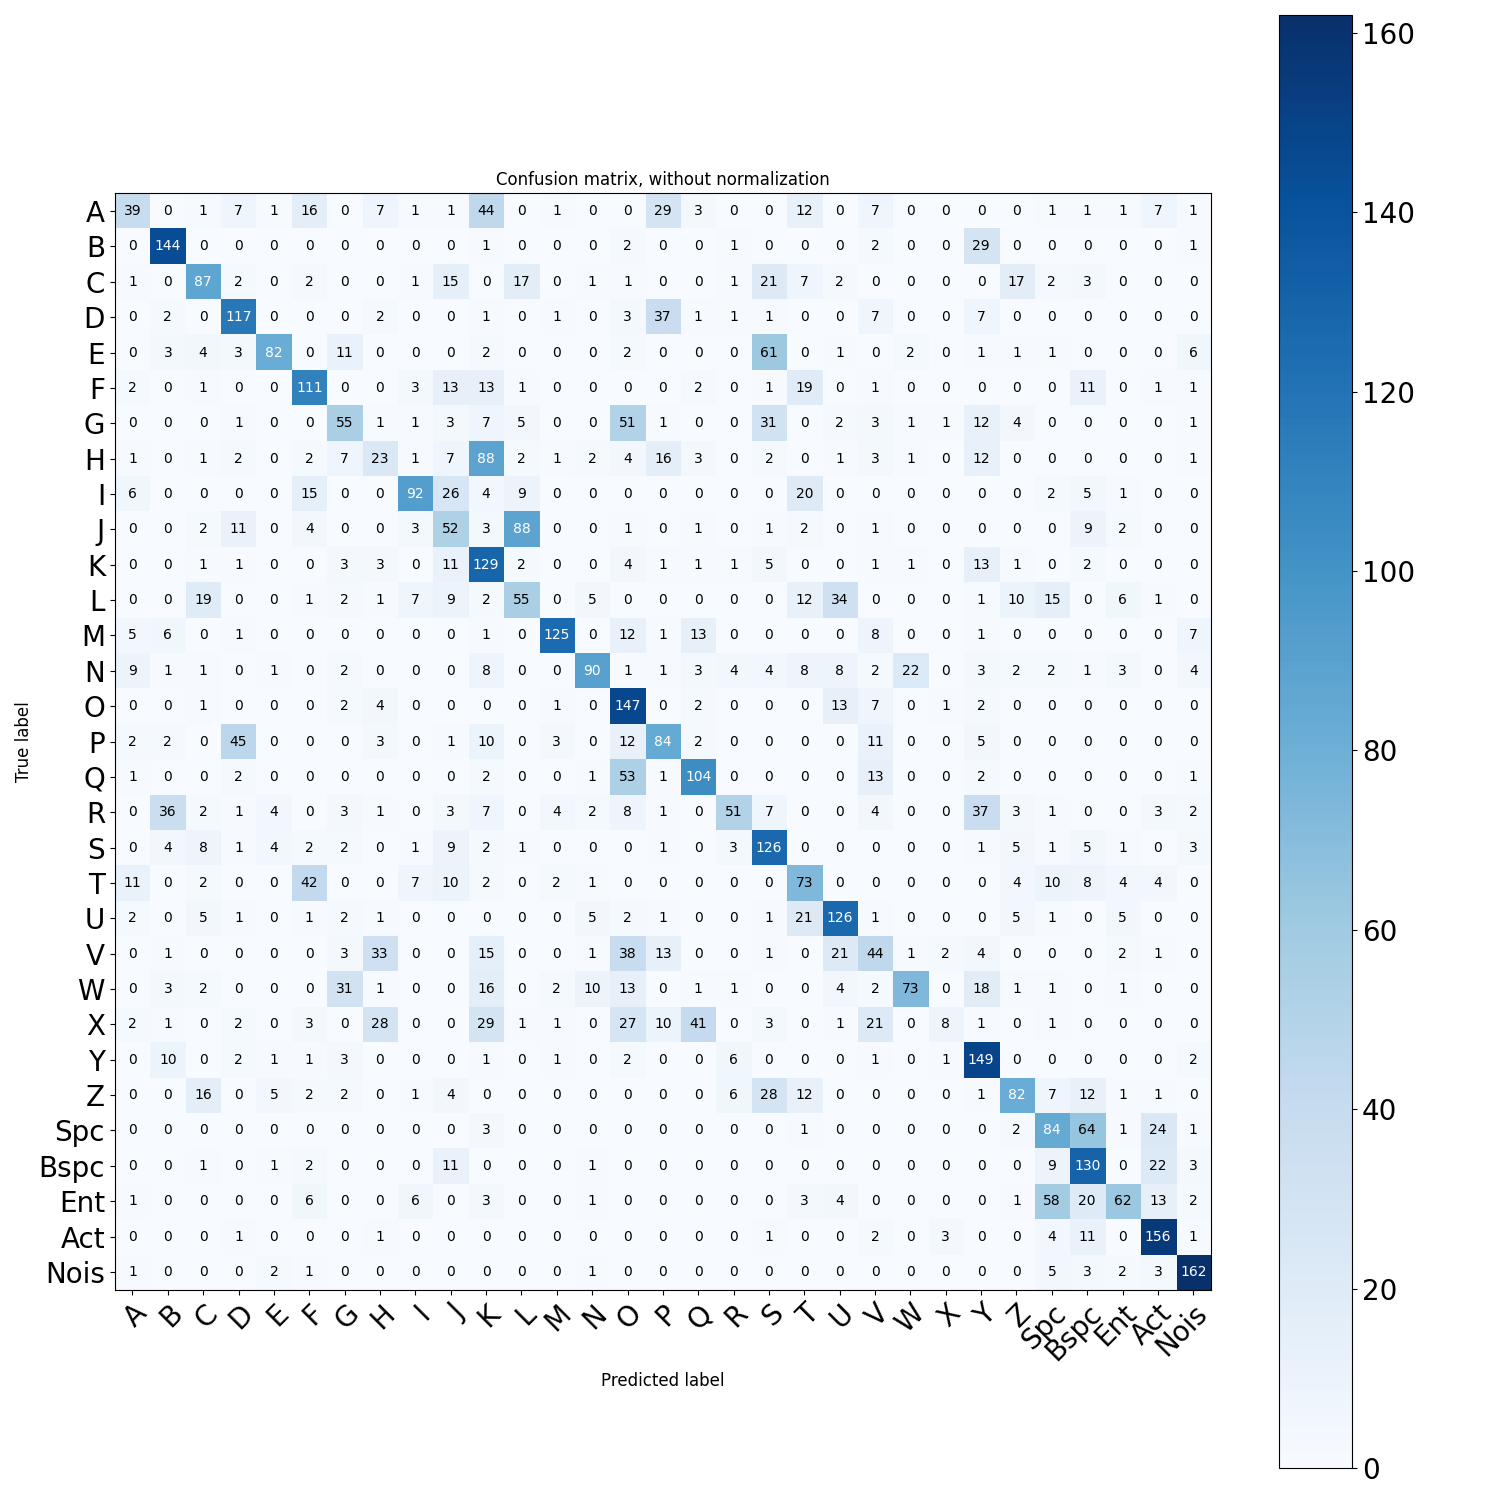 Confusion matrix, without normalization
True label
A 39 0 1 7 1 16 0 7 1 1 44 0 1 0 0 29 3 0 0 12 0 7 0 0 0 0 1 1 1 7 1
B 0 144 0 0 0 0 0 0 0 0 1 0 0 0 2 0 0 1 0 0 0 2 0 0 29 0 0 0 0 0 1
C 1 0 87 2 0 2 0 0 1 15 0 17 0 1 1 0 0 1 21 7 2 0 0 0 0 17 2 3 0 0 0
D 0 2 0 117 0 0 0 2 0 0 1 0 1 0 3 37 1 1 1 0 0 7 0 0 7 0 0 0 0 0 0
E 0 3 4 3 82 0 11 0 0 0 2 0 0 0 2 0 0 0 61 0 1 0 2 0 1 1 1 0 0 0 6
F 2 0 1 0 0 111 0 0 3 13 13 1 0 0 0 0 2 0 1 19 0 1 0 0 0 0 0 11 0 1 1
G 0 0 0 1 0 0 55 1 1 3 7 5 0 0 51 1 0 0 31 0 2 3 1 1 12 4 0 0 0 0 1
H 1 0 1 2 0 2 7 23 1 7 88 2 1 2 4 16 3 0 2 0 1 3 1 0 12 0 0 0 0 0 1
I 6 0 0 0 0 15 0 0 92 26 4 9 0 0 0 0 0 0 0 20 0 0 0 0 0 0 2 5 1 0 0
J 0 0 2 11 0 4 0 0 3 52 3 88 0 0 1 0 1 0 1 2 0 1 0 0 0 0 0 9 2 0 0
K 0 0 1 1 0 0 3 3 0 11 129 2 0 0 4 1 1 1 5 0 0 1 1 0 13 1 0 2 0 0 0
L 0 0 19 0 0 1 2 1 7 9 2 55 0 5 0 0 0 0 0 12 34 0 0 0 1 10 15 0 6 1 0
M 5 6 0 1 0 0 0 0 0 0 1 0 125 0 12 1 13 0 0 0 0 8 0 0 1 0 0 0 0 0 7
N 9 1 1 0 1 0 2 0 0 0 8 0 0 90 1 1 3 4 4 8 8 2 22 0 3 2 2 1 3 0 4
O 0 0 1 0 0 0 2 4 0 0 0 0 1 0 147 0 2 0 0 0 13 7 0 1 2 0 0 0 0 0 0
P 2 2 0 45 0 0 0 3 0 1 10 0 3 0 12 84 2 0 0 0 0 11 0 0 5 0 0 0 0 0 0
Q 1 0 0 2 0 0 0 0 0 0 2 0 0 1 53 1 104 0 0 0 0 13 0 0 2 0 0 0 0 0 1
R 0 36 2 1 4 0 3 1 0 3 7 0 4 2 8 1 0 51 7 0 0 4 0 0 37 3 1 0 0 3 2
S 0 4 8 1 4 2 2 0 1 9 2 1 0 0 0 1 0 3 126 0 0 0 0 0 1 5 1 5 1 0 3
T 11 0 2 0 0 42 0 0 7 10 2 0 2 1 0 0 0 0 0 73 0 0 0 0 0 4 10 8 4 4 0
U 2 0 5 1 0 1 2 1 0 0 0 0 0 5 2 1 0 0 1 21 126 1 0 0 0 5 1 0 5 0 0
V 0 1 0 0 0 0 3 33 0 0 15 0 0 1 38 13 0 0 1 0 21 44 1 2 4 0 0 0 2 1 0
W 0 3 2 0 0 0 31 1 0 0 16 0 2 10 13 0 1 1 0 0 4 2 73 0 18 1 1 0 1 0 0
X 2 1 0 2 0 3 0 28 0 0 29 1 1 0 27 10 41 0 3 0 1 21 0 8 1 0 1 0 0 0 0
Y 0 10 0 2 1 1 3 0 0 0 1 0 1 0 2 0 0 6 0 0 0 1 0 1 149 0 0 0 0 0 2
Z 0 0 16 0 5 2 2 0 1 4 0 0 0 0 0 0 0 6 28 12 0 0 0 0 1 82 7 12 1 1 0
Spc 0 0 0 0 0 0 0 0 0 0 3 0 0 0 0 0 0 0 0 1 0 0 0 0 0 2 84 64 1 24 1
Bspc 0 0 1 0 1 2 0 0 0 11 0 0 0 1 0 0 0 0 0 0 0 0 0 0 0 0 9 130 0 22 3
Ent 1 0 0 0 0 6 0 0 6 0 3 0 0 1 0 0 0 0 0 3 4 0 0 0 0 1 58 20 62 13 2
Act 0 0 0 1 0 0 0 1 0 0 0 0 0 0 0 0 0 0 1 0 0 2 0 3 0 0 4 11 0 156 1
Nois 1 0 0 0 2 1 0 0 0 0 0 0 0 1 0 0 0 0 0 0 0 0 0 0 0 0 5 3 2 3 162
A B C D E F G H I J K L M N O P Q R S T U V W X Y Z Spc Bspc Ent Act Nois
Predicted label
160
140
120
100
80
60
40
20
0